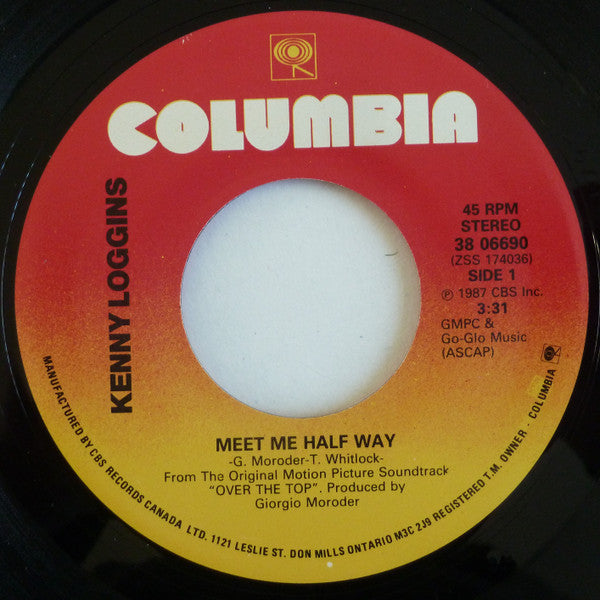 COLUMBIA
KENNY LOGGINS
45 RPM
STEREO
38 06690
(ZSS 174036)
SIDE 1
℗ 1987 CBS Inc.
3:31
GMPC &
Go-Glo Music
(ASCAP)
MEET ME HALF WAY
-G. Moroder-T. Whitlock-
From The Original Motion Picture Soundtrack
"OVER THE TOP". Produced by
Giorgio Moroder
MANUFACTURED BY CBS RECORDS CANADA LTD. 1121 LESLIE ST. DON MILLS ONTARIO M3C 2J9 REGISTERED T.M. OWNER - COLUMBIA